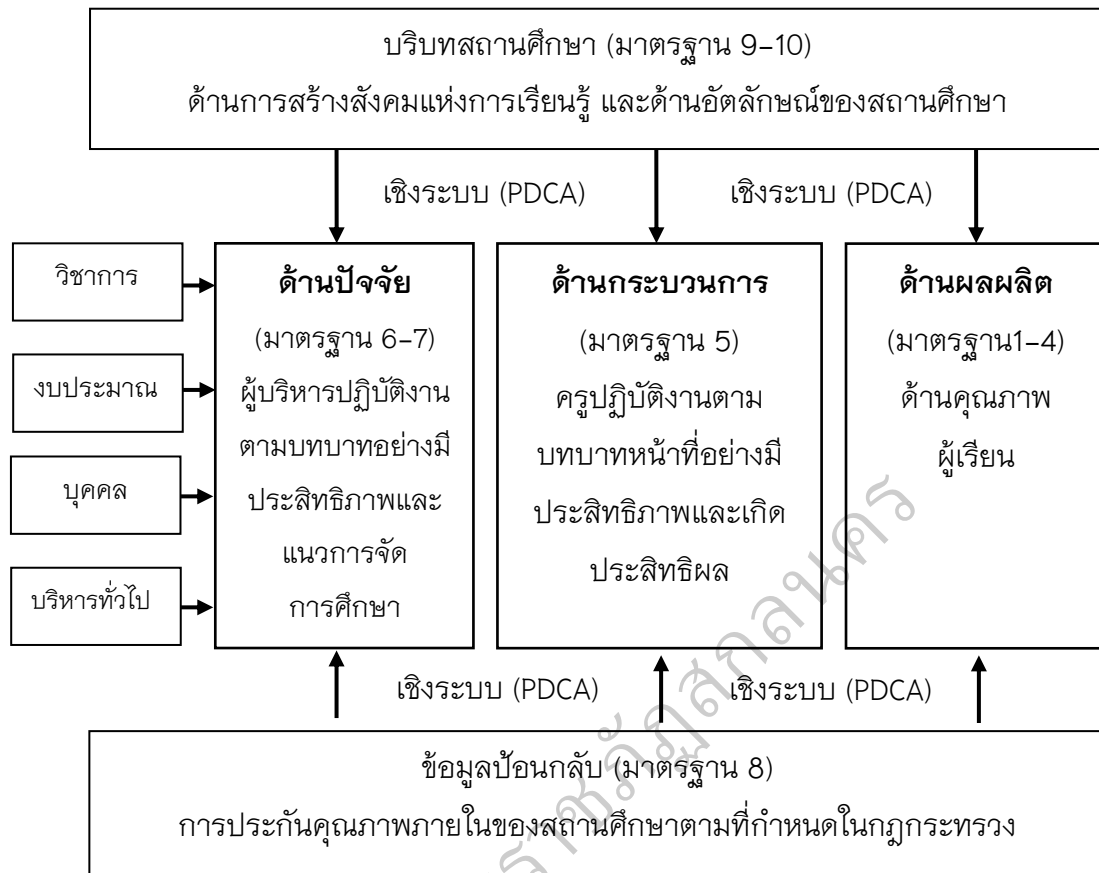 บริบทสถานศึกษา (มาตรฐาน 9-10)
ด้านการสร้างสังคมแห่งการเรียนรู้ และด้านอัตลักษณ์ของสถานศึกษา
เชิงระบบ (PDCA)
เชิงระบบ (PDCA)
วิชาการ
งบประมาณ
บุคคล
บริหารทั่วไป
ด้านปัจจัย
(มาตรฐาน 6-7)
ผู้บริหารปฏิบัติงาน
ตามบทบาทอย่างมี
ประสิทธิภาพและ
แนวการจัด
การศึกษา
ด้านกระบวนการ
(มาตรฐาน 5)
ครูปฏิบัติงานตาม
บทบาทหน้าที่อย่างมี
ประสิทธิภาพและเกิด
ประสิทธิผล
ด้านผลผลิต
(มาตรฐาน1-4)
ด้านคุณภาพ
ผู้เรียน
เชิงระบบ (PDCA)
เชิงระบบ (PDCA)
ข้อมูลป้อนกลับ (มาตรฐาน 8)
การประกันคุณภาพภายในของสถานศึกษาตามที่กำหนดในกฎกระทรวง
ราชภัฏสกลนคร